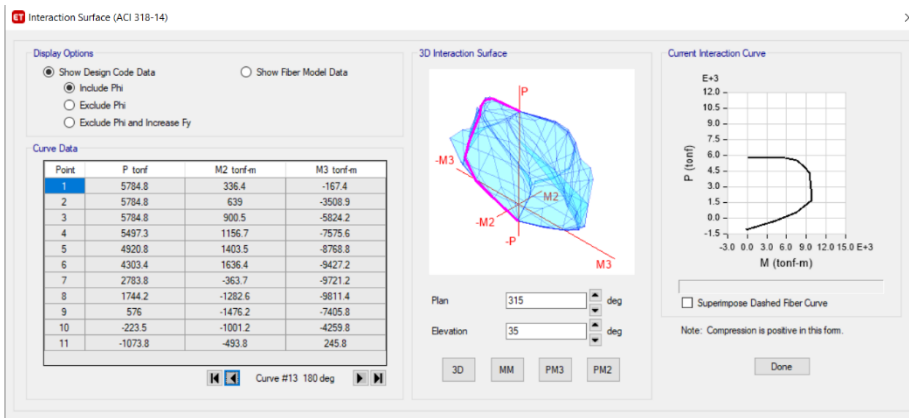 ET Interaction Surface (ACI 318-14)
Display Options
Show Design Code Data Show Fiber Model Data
Include Phi
Exclude Phi
Exclude Phi and Increase Fy
Curve Data
Point P tonf M2 tonf-m M3 tonf-m
1 5784.8 336.4 -167.4
2 5784.8 639 -3508.9
3 5784.8 900.5 -5824.2
4 5497.3 1156.7 -7575.6
5 4920.8 1403.5 -8768.8
6 4303.4 1636.4 -9427.2
7 2783.8 -363.7 -9721.2
8 1744.2 -1282.6 -9811.4
9 576 -1476.2 -7405.8
10 -223.5 -1001.2 -4259.8
11 -1073.8 -493.8 245.8
Curve #13 180 deg
3D Interaction Surface
P
-M3
M2
-M2
-P
M3
Plan 315 deg
Elevation 35 deg
3D MM PM3 PM2
Current Interaction Curve
E+3
12.0
10.5
9.0
7.5
6.0
4.5
3.0
1.5
0.0
-1.5
P (tonf)
-3.0 0.0 3.0 6.0 9.0 12.0 15.0 E+3
M (tonf-m)
Superimpose Dashed Fiber Curve
Note: Compression is positive in this form.
Done